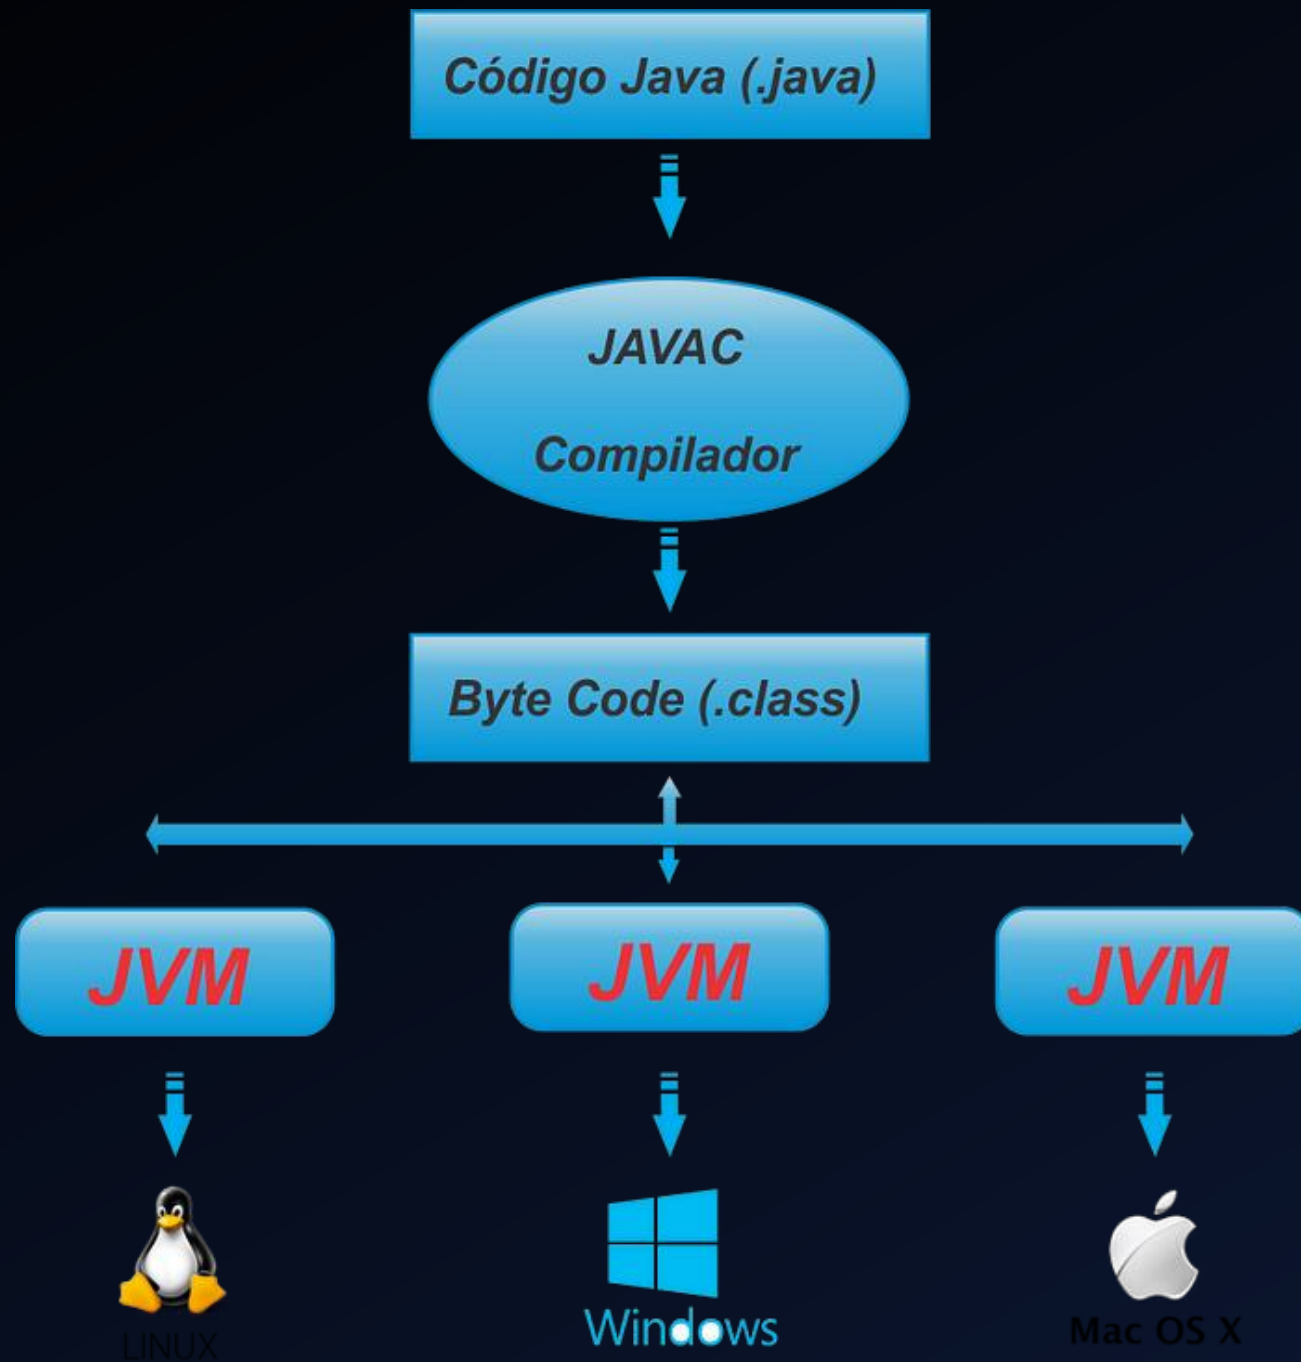 Código Java (.java)
JAVAC
Compilador
Byte Code (.class)
JVM
JVM
JVM
LINUX
Windows
Mac OS X